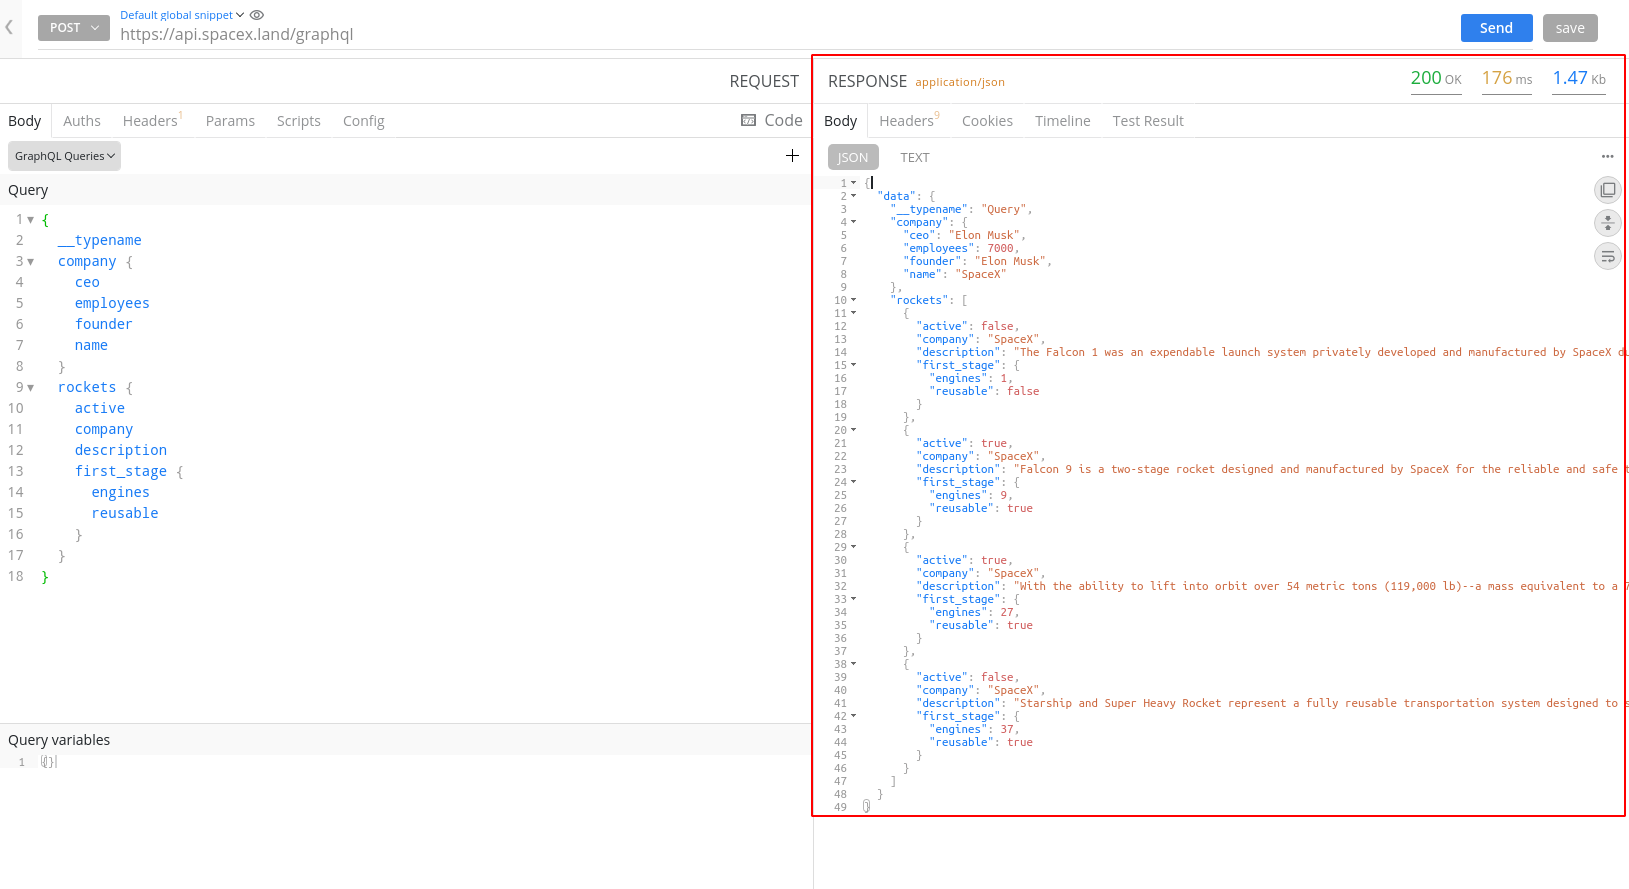 POST
Default global snippet
https://api.spacex.land/graphql
Send
save
REQUEST
Body Auths Headers1 Params Scripts Config Code
GraphQL Queries
Query
1 {
2 __typename
3 company {
4 ceo
5 employees
6 founder
7 name
8 }
9 rockets {
10 active
11 company
12 description
13 first_stage {
14 engines
15 reusable
16 }
17 }
18 }
Query variables
1 {}
RESPONSE application/json 200 OK 176 ms 1.47 Kb
Body Headers9 Cookies Timeline Test Result
JSON TEXT
1 {
2 "data": {
3 "__typename": "Query",
4 "company": {
5 "ceo": "Elon Musk",
6 "employees": 7000,
7 "founder": "Elon Musk",
8 "name": "SpaceX"
9 },
10 "rockets": [
11 {
12 "active": false,
13 "company": "SpaceX",
14 "description": "The Falcon 1 was an expendable launch system privately developed and manufactured by SpaceX
15 "first_stage": {
16 "engines": 1,
17 "reusable": false
18 }
19 },
20 {
21 "active": true,
22 "company": "SpaceX",
23 "description": "Falcon 9 is a two-stage rocket designed and manufactured by SpaceX for the reliable and safe
24 "first_stage": {
25 "engines": 9,
26 "reusable": true
27 }
28 },
29 {
30 "active": true,
31 "company": "SpaceX",
32 "description": "With the ability to lift into orbit over 54 metric tons (119,000 lb)--a mass equivalent to a
33 "first_stage": {
34 "engines": 27,
35 "reusable": true
36 }
37 },
38 {
39 "active": false,
40 "company": "SpaceX",
41 "description": "Starship and Super Heavy Rocket represent a fully reusable transportation system designed to
42 "first_stage": {
43 "engines": 37,
44 "reusable": true
45 }
46 }
47 ]
48 }
49 }